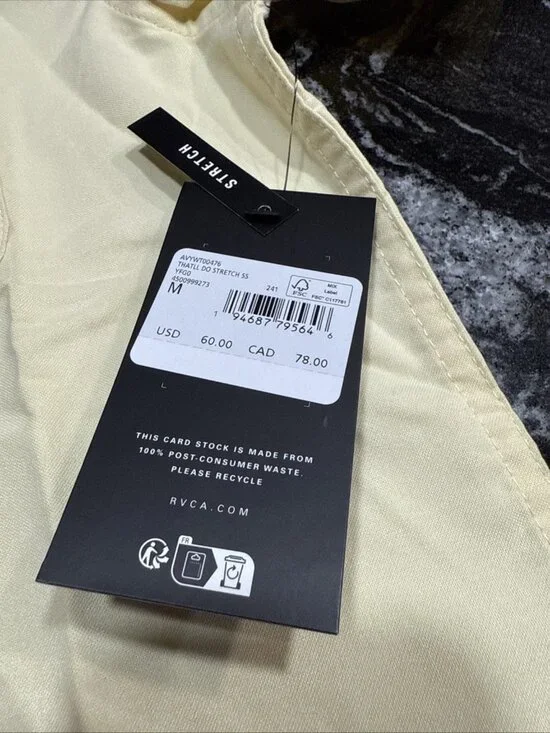 STRETCH
AVYWT00476
THATLL DO STRETCH SS
YFG0
4500999273
M
241
FSC
MIX
Label
FSC® C117781
1 94687 79564 6
USD 60.00 CAD 78.00
THIS CARD STOCK IS MADE FROM
100% POST-CONSUMER WASTE.
PLEASE RECYCLE
RVCA.COM
FR